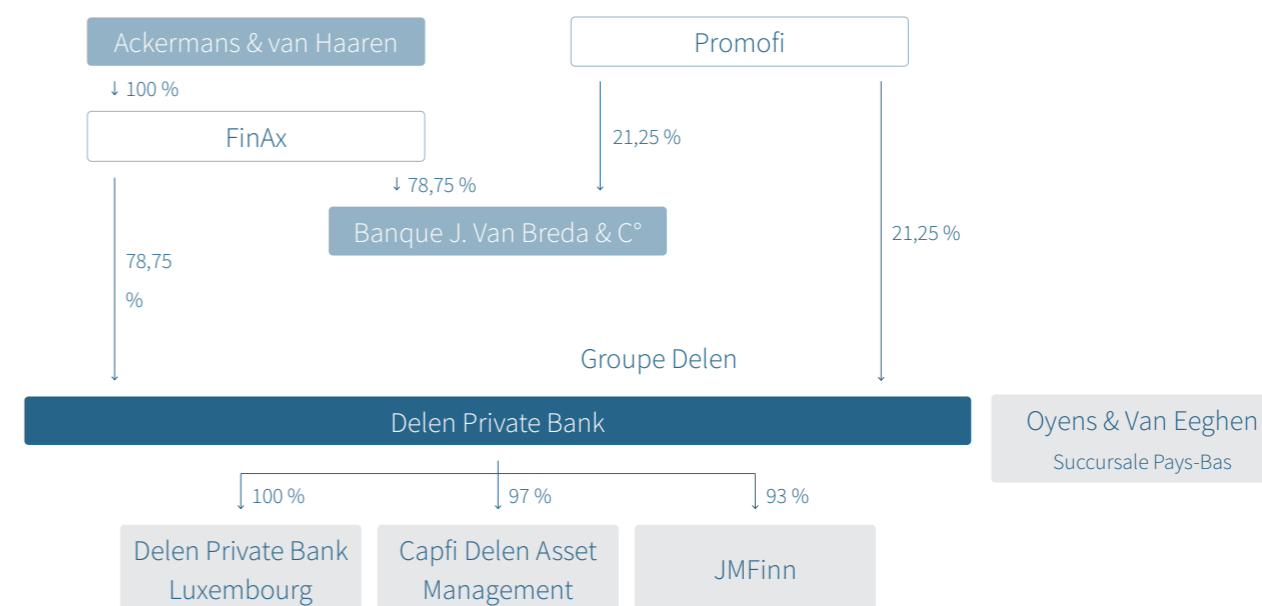 Ackermans & van Haaren
Promofi
↓ 100 %
FinAx
21,25 %
↓ 78,75 %
Banque J. Van Breda & C°
21,25 %
78,75
%
Groupe Delen
Delen Private Bank
Oyens & Van Eeghen
Succursale Pays-Bas
100 %
97 %
93 %
Delen Private Bank
Luxembourg
Capfi Delen Asset
Management
JMFinn